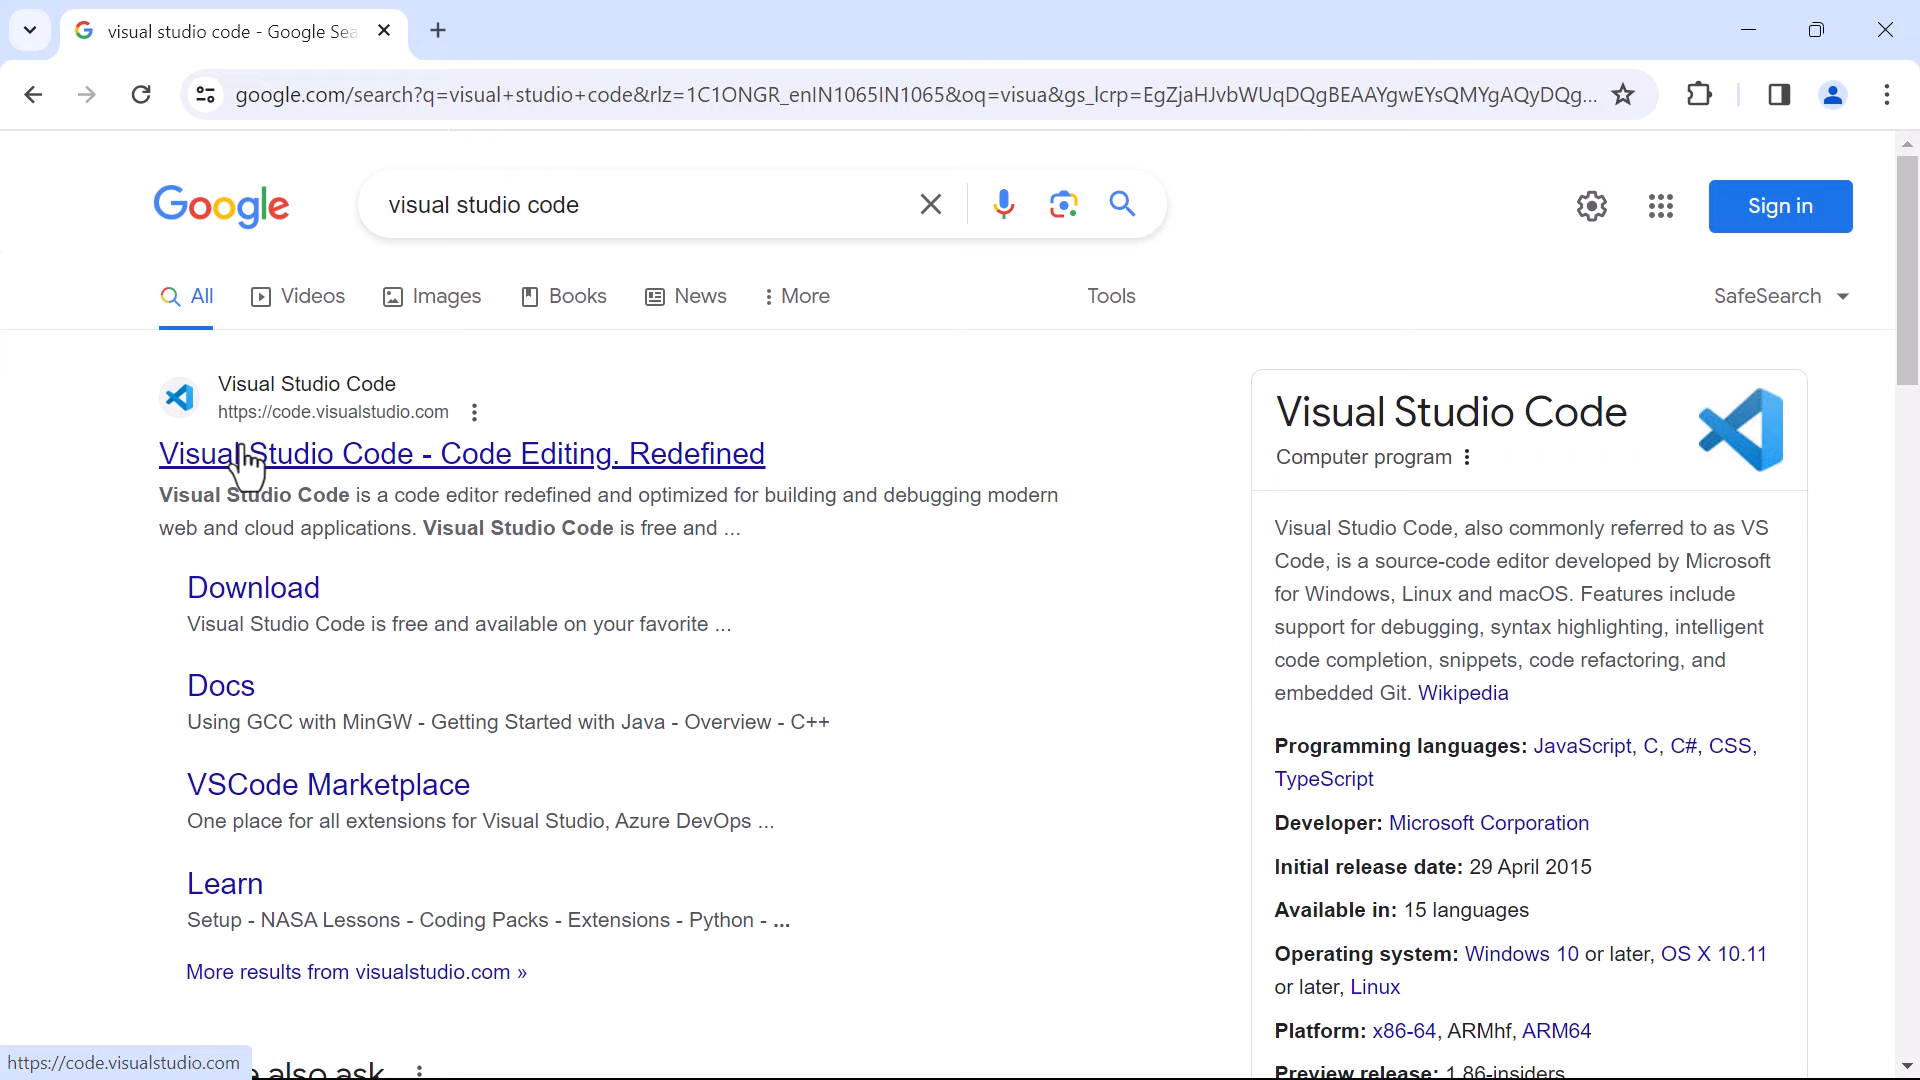 visual studio code - Google Sea
google.com/search?q=visual+studio+code&rlz=1C1ONGR_enIN1065IN1065&oq=visua&gs_lcrp=EgZjaHJvbWUqDQgBEAAYgwEYsQMYgAQyDQg...
Google
visual studio code
Sign in
All
Videos
Images
Books
News
More
Tools
SafeSearch
Visual Studio Code
https://code.visualstudio.com
Visual Studio Code - Code Editing. Redefined
Visual Studio Code is a code editor redefined and optimized for building and debugging modern
web and cloud applications. Visual Studio Code is free and ...
Download
Visual Studio Code is free and available on your favorite ...
Docs
Using GCC with MinGW - Getting Started with Java - Overview - C++
VSCode Marketplace
One place for all extensions for Visual Studio, Azure DevOps ...
Learn
Setup - NASA Lessons - Coding Packs - Extensions - Python - ...
More results from visualstudio.com »
also ask
https://code.visualstudio.com
Visual Studio Code
Computer program
Visual Studio Code, also commonly referred to as VS
Code, is a source-code editor developed by Microsoft
for Windows, Linux and macOS. Features include
support for debugging, syntax highlighting, intelligent
code completion, snippets, code refactoring, and
embedded Git. Wikipedia
Programming languages: JavaScript, C, C#, CSS,
TypeScript
Developer: Microsoft Corporation
Initial release date: 29 April 2015
Available in: 15 languages
Operating system: Windows 10 or later, OS X 10.11
or later, Linux
Platform: x86-64, ARMhf, ARM64
Preview release: 1.86-insiders